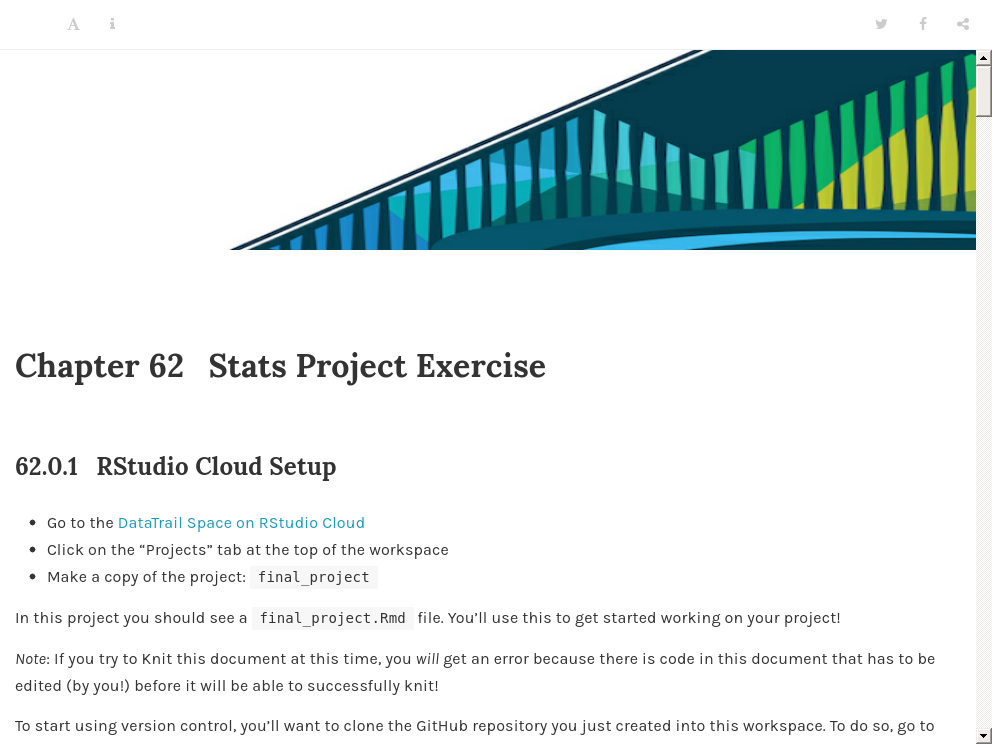 Chapter 62 Stats Project Exercise
62.0.1 RStudio Cloud Setup
• Go to the DataTrail Space on RStudio Cloud
• Click on the “Projects” tab at the top of the workspace
• Make a copy of the project: final_project
In this project you should see a final_project.Rmd file. You’ll use this to get started working on your project!
Note: If you try to Knit this document at this time, you will get an error because there is code in this document that has to be
edited (by you!) before it will be able to successfully knit!
To start using version control, you’ll want to clone the GitHub repository you just created into this workspace. To do so, go to